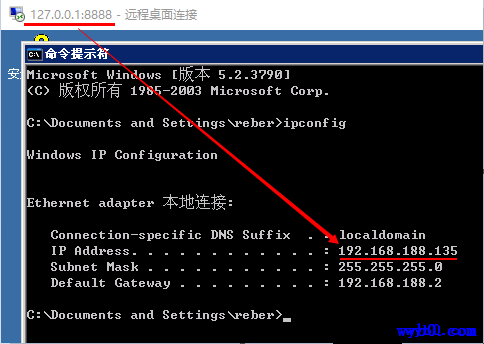 127.0.0.1:8888 - 远程桌面连接
安
命令提示符
Microsoft Windows [版本 5.2.3790]
(C) 版权所有 1985-2003 Microsoft Corp.
C:\Documents and Settings\reber>ipconfig
Windows IP Configuration
Ethernet adapter 本地连接:
Connection-specific DNS Suffix . : localdomain
IP Address. . . . . . . . . . . . : 192.168.188.135
Subnet Mask . . . . . . . . . . . : 255.255.255.0
Default Gateway . . . . . . . . . : 192.168.188.2
C:\Documents and Settings\reber>_